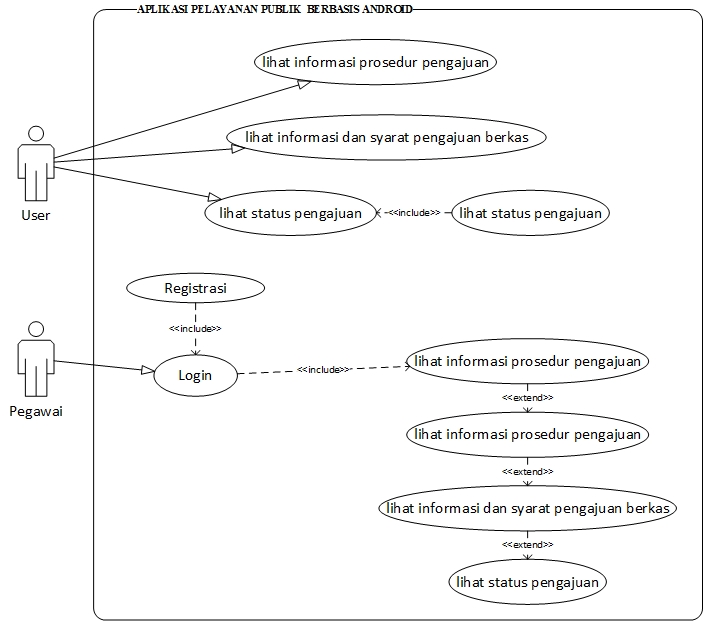 APLIKASI PELAYANAN PUBLIK BERBASIS ANDROID
lihat informasi prosedur pengajuan
lihat informasi dan syarat pengajuan berkas
User
lihat status pengajuan
<<include>>
lihat status pengajuan
Registrasi
<<include>>
Pegawai
Login
<<include>>
lihat informasi prosedur pengajuan
<<extend>>
lihat informasi prosedur pengajuan
<<extend>>
lihat informasi dan syarat pengajuan berkas
<<extend>>
lihat status pengajuan